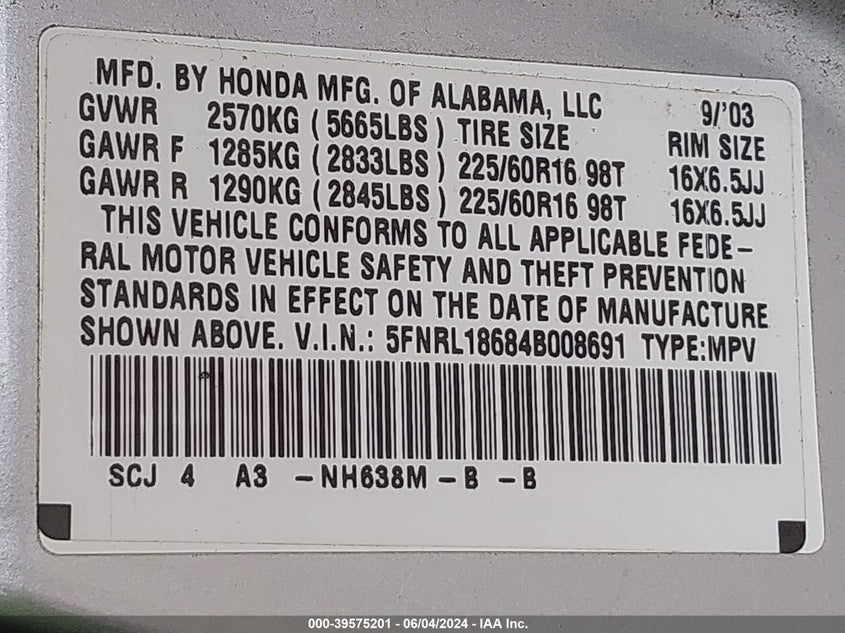 MFD. BY HONDA MFG. OF ALABAMA, LLC 9/'03
GVWR 2570KG ( 5665LBS ) TIRE SIZE RIM SIZE
GAWR F 1285KG ( 2833LBS ) 225/60R16 98T 16X6.5JJ
GAWR R 1290KG ( 2845LBS ) 225/60R16 98T 16X6.5JJ
THIS VEHICLE CONFORMS TO ALL APPLICABLE FEDE-
RAL MOTOR VEHICLE SAFETY AND THEFT PREVENTION
STANDARDS IN EFFECT ON THE DATE OF MANUFACTURE
SHOWN ABOVE. V.I.N.: 5FNRL18684B008691 TYPE:MPV
SCJ 4 A3 -NH638M-B -B
000-39575201 - 06/04/2024 - IAA Inc.